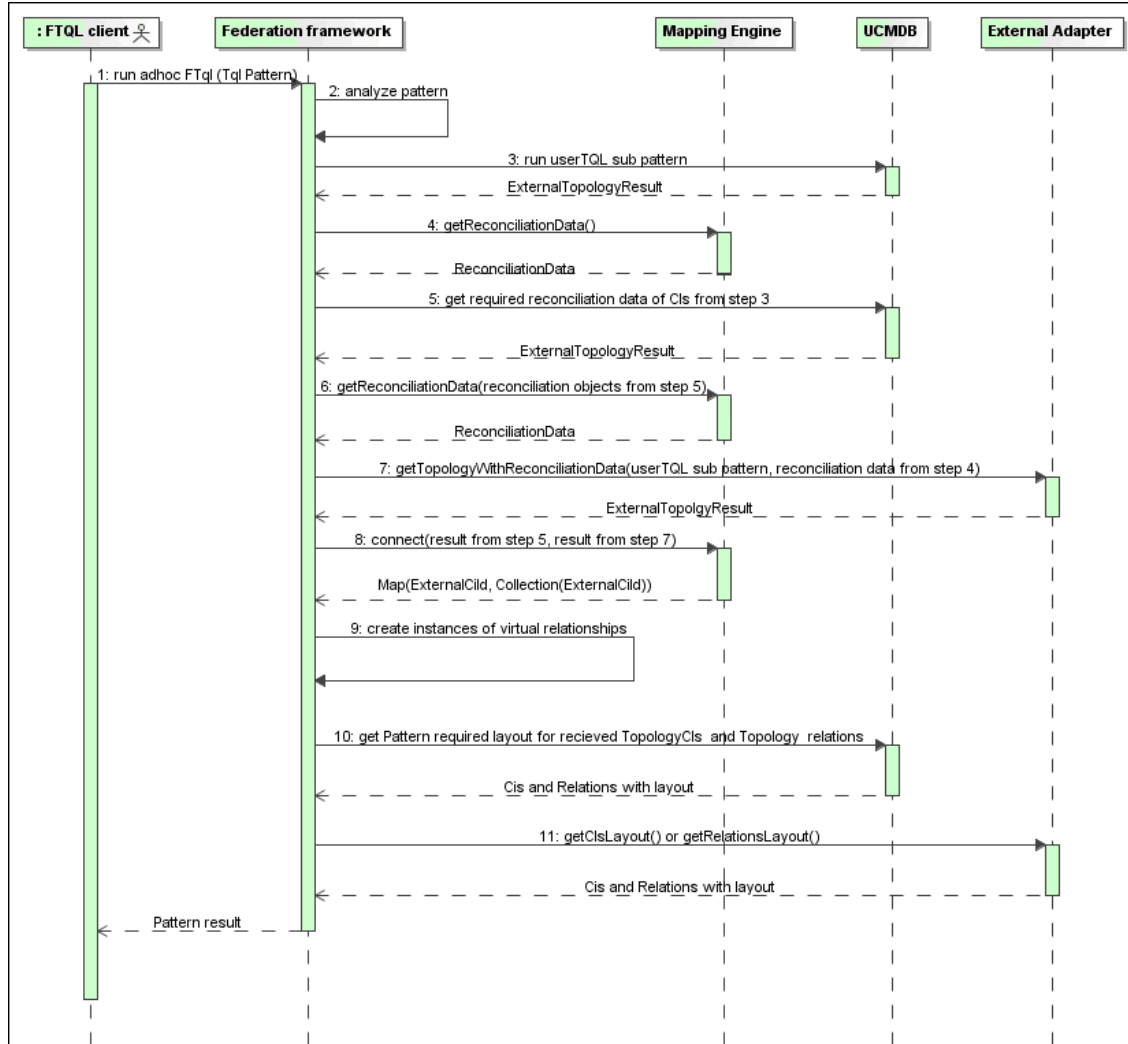 : FTQL client
Federation framework
Mapping Engine
UCMDB
External Adapter
1: run adhoc FTql (Tql Pattern)
2: analyze pattern
3: run userTQL sub pattern
ExternalTopologyResult
4: getReconciliationData()
ReconciliationData
5: get required reconciliation data of CIs from step 3
ExternalTopologyResult
6: getReconciliationData(reconciliation objects from step 5)
ReconciliationData
7: getTopologyWithReconciliationData(userTQL sub pattern, reconciliation data from step 4)
ExternalTopolgyResult
8: connect(result from step 5, result from step 7)
Map(ExternalCiId, Collection(ExternalCiId))
9: create instances of virtual relationships
10: get Pattern required layout for recieved TopologyCIs and Topology relations
Cis and Relations with layout
11: getCIsLayout() or getRelationsLayout()
Cis and Relations with layout
Pattern result